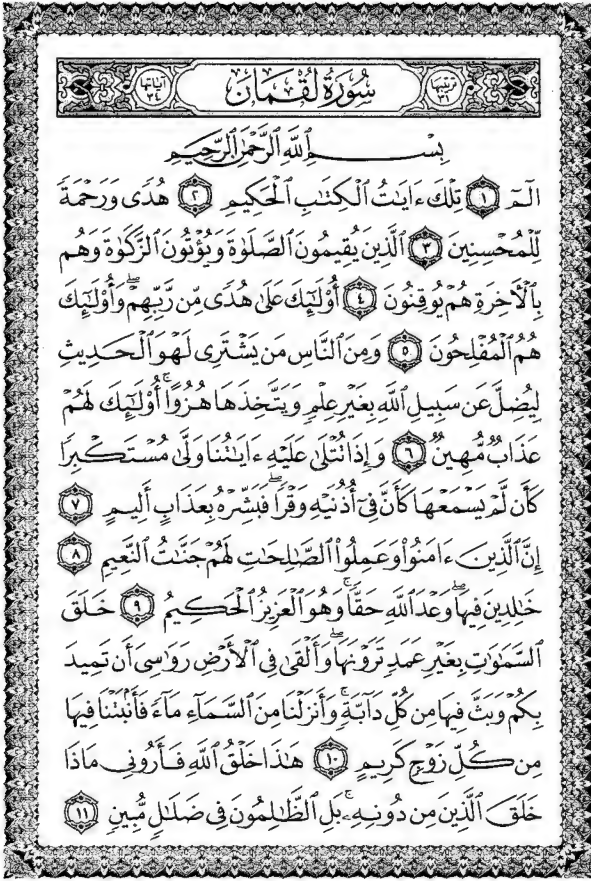 ترتيبها ٣١ سُورَةُ لُقْمَان آياتها ٣٤
بِسْمِ ٱللَّهِ ٱلرَّحْمَٰنِ ٱلرَّحِيمِ
الٓمٓ ١ تِلْكَ ءَايَٰتُ ٱلْكِتَٰبِ ٱلْحَكِيمِ ٢ هُدًى وَرَحْمَةً
لِّلْمُحْسِنِينَ ٣ ٱلَّذِينَ يُقِيمُونَ ٱلصَّلَوٰةَ وَيُؤْتُونَ ٱلزَّكَوٰةَ وَهُم
بِٱلْأَخِرَةِ هُمْ يُوقِنُونَ ٤ أُوْلَٰٓئِكَ عَلَىٰ هُدًى مِّن رَّبِّهِمْ ۖ وَأُوْلَٰٓئِكَ
هُمُ ٱلْمُفْلِحُونَ ٥ وَمِنَ ٱلنَّاسِ مَن يَشْتَرِى لَهْوَ ٱلْحَدِيثِ
لِيُضِلَّ عَن سَبِيلِ ٱللَّهِ بِغَيْرِ عِلْمٍ وَيَتَّخِذَهَا هُزُوًا ۚ أُوْلَٰٓئِكَ لَهُمْ
عَذَابٌ مُّهِينٌ ٦ وَإِذَا تُتْلَىٰ عَلَيْهِ ءَايَٰتُنَا وَلَّىٰ مُسْتَكْبِرًا
كَأَن لَّمْ يَسْمَعْهَا كَأَنَّ فِىٓ أُذُنَيْهِ وَقْرًا ۖ فَبَشِّرْهُ بِعَذَابٍ أَلِيمٍ ٧
إِنَّ ٱلَّذِينَ ءَامَنُوا۟ وَعَمِلُوا۟ ٱلصَّٰلِحَٰتِ لَهُمْ جَنَّٰتُ ٱلنَّعِيمِ ٨
خَٰلِدِينَ فِيهَا ۖ وَعْدَ ٱللَّهِ حَقًّا ۚ وَهُوَ ٱلْعَزِيزُ ٱلْحَكِيمُ ٩ خَلَقَ
ٱلسَّمَٰوَٰتِ بِغَيْرِ عَمَدٍ تَرَوْنَهَا ۖ وَأَلْقَىٰ فِى ٱلْأَرْضِ رَوَٰسِىَ أَن تَمِيدَ
بِكُمْ وَبَثَّ فِيهَا مِن كُلِّ دَآبَّةٍ ۚ وَأَنزَلْنَا مِنَ ٱلسَّمَآءِ مَآءً فَأَنۢبَتْنَا فِيهَا
مِن كُلِّ زَوْجٍ كَرِيمٍ ١٠ هَٰذَا خَلْقُ ٱللَّهِ فَأَرُونِى مَاذَا
خَلَقَ ٱلَّذِينَ مِن دُونِهِۦ ۚ بَلِ ٱلظَّٰلِمُونَ فِى ضَلَٰلٍ مُّبِينٍ ١١